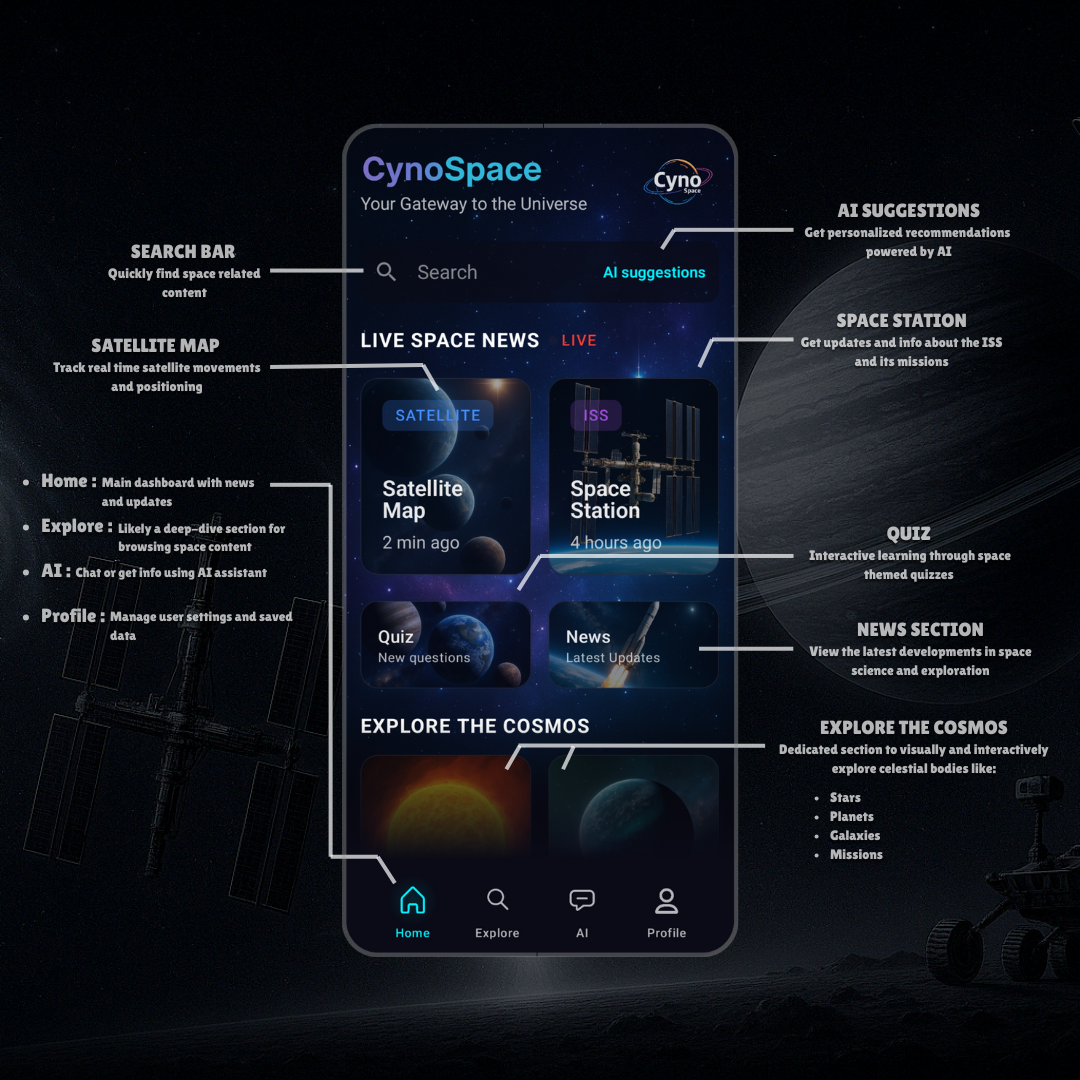 CynoSpace
Your Gateway to the Universe
Cyno
Space
Search
AI suggestions
LIVE SPACE NEWS LIVE
SATELLITE
Satellite
Map
2 min ago
ISS
Space
Station
4 hours ago
Quiz
New questions
News
Latest Updates
EXPLORE THE COSMOS
Home
Explore
AI
Profile
SEARCH BAR
Quickly find space related
content
SATELLITE MAP
Track real time satellite movements
and positioning
• Home : Main dashboard with news
and updates
• Explore : Likely a deep-dive section for
browsing space content
• AI : Chat or get info using AI assistant
• Profile : Manage user settings and saved
data
AI SUGGESTIONS
Get personalized recommendations
powered by AI
SPACE STATION
Get updates and info about the ISS
and its missions
QUIZ
Interactive learning through space
themed quizzes
NEWS SECTION
View the latest developments in space
science and exploration
EXPLORE THE COSMOS
Dedicated section to visually and interactively
explore celestial bodies like:
• Stars
• Planets
• Galaxies
• Missions